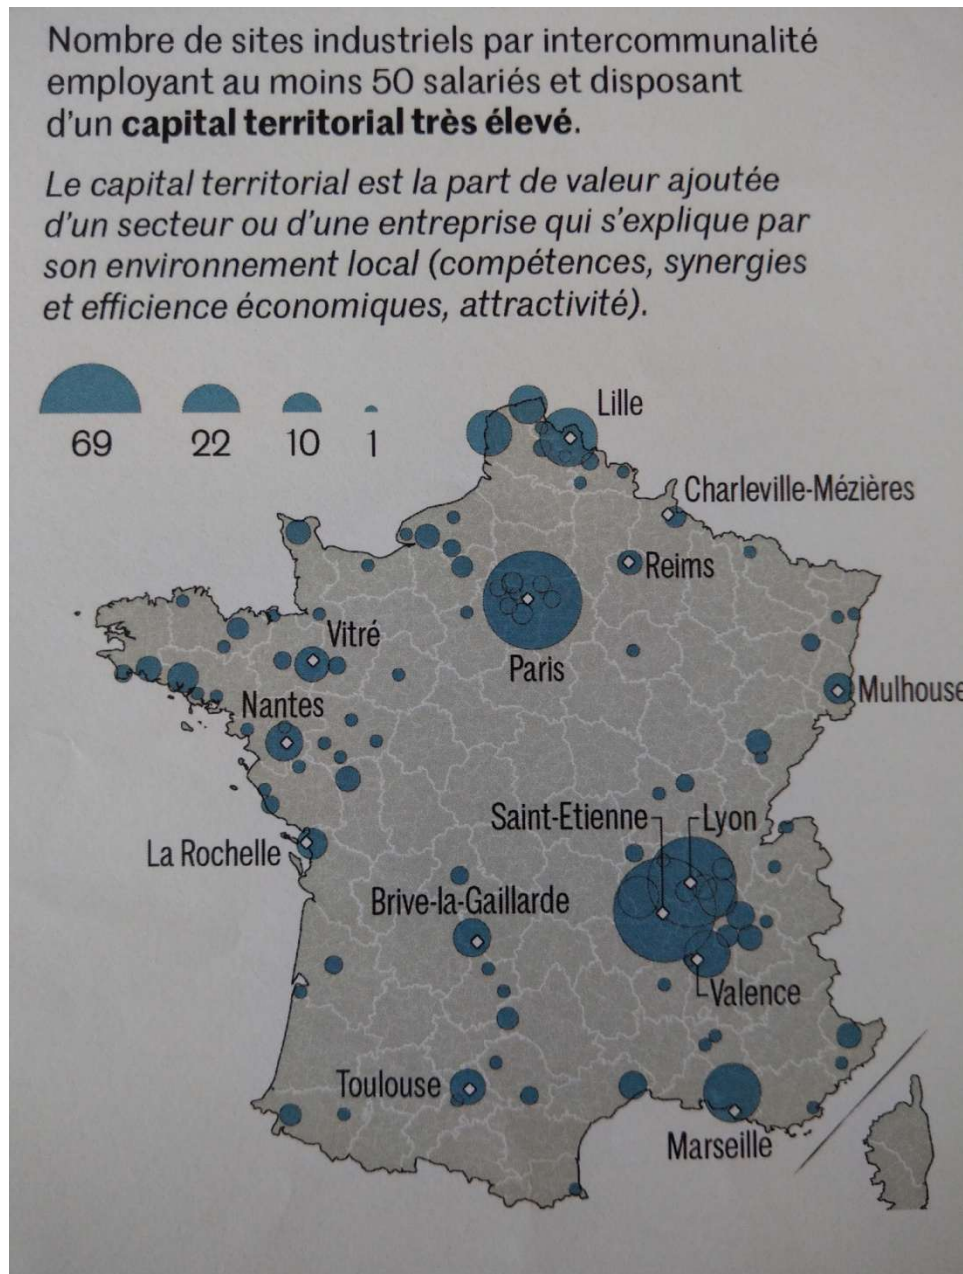 Nombre de sites industriels par intercommunalité
employant au moins 50 salariés et disposant
d'un capital territorial très élevé.
Le capital territorial est la part de valeur ajoutée
d'un secteur ou d'une entreprise qui s'explique par
son environnement local (compétences, synergies
et efficience économiques, attractivité).
69 22 10 1
Lille
Charleville-Mézières
Reims
Vitré
Paris
Mulhouse
Nantes
Saint-Etienne
Lyon
La Rochelle
Brive-la-Gaillarde
Valence
Toulouse
Marseille